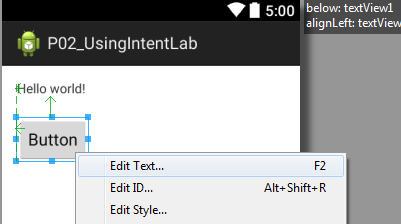 5:00
below: textView1
alignLeft: textView
P02_UsingIntentLab
Hello world!
Button
Edit Text... F2
Edit ID... Alt+Shift+R
Edit Style...